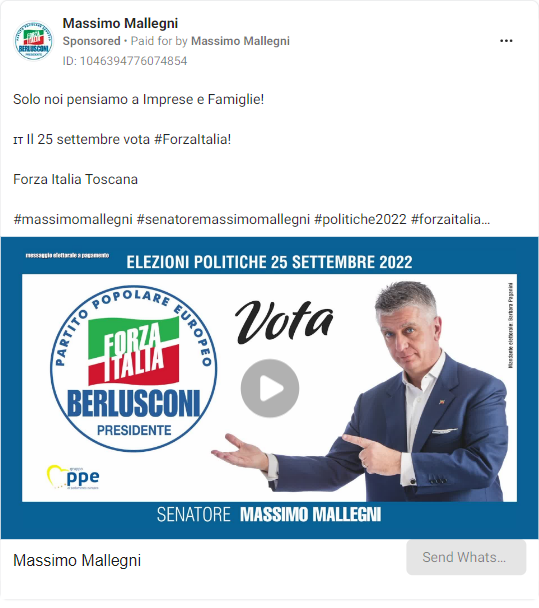 Massimo Mallegni
Sponsored • Paid for by Massimo Mallegni
ID: 1046394776074854
Solo noi pensiamo a Imprese e Famiglie!
IT Il 25 settembre vota #ForzaItalia!
Forza Italia Toscana
#massimomallegni #senatoremassimomallegni #politiche2022 #forzaitalia...
messaggio elettorale a pagamento
ELEZIONI POLITICHE 25 SETTEMBRE 2022
PARTITO POPOLARE EUROPEO
FORZA
ITALIA
BERLUSCONI
PRESIDENTE
Vota
Mandante elettorale: Barbara Paganini
ppe
SENATORE MASSIMO MALLEGNI
Massimo Mallegni
Send Whats...